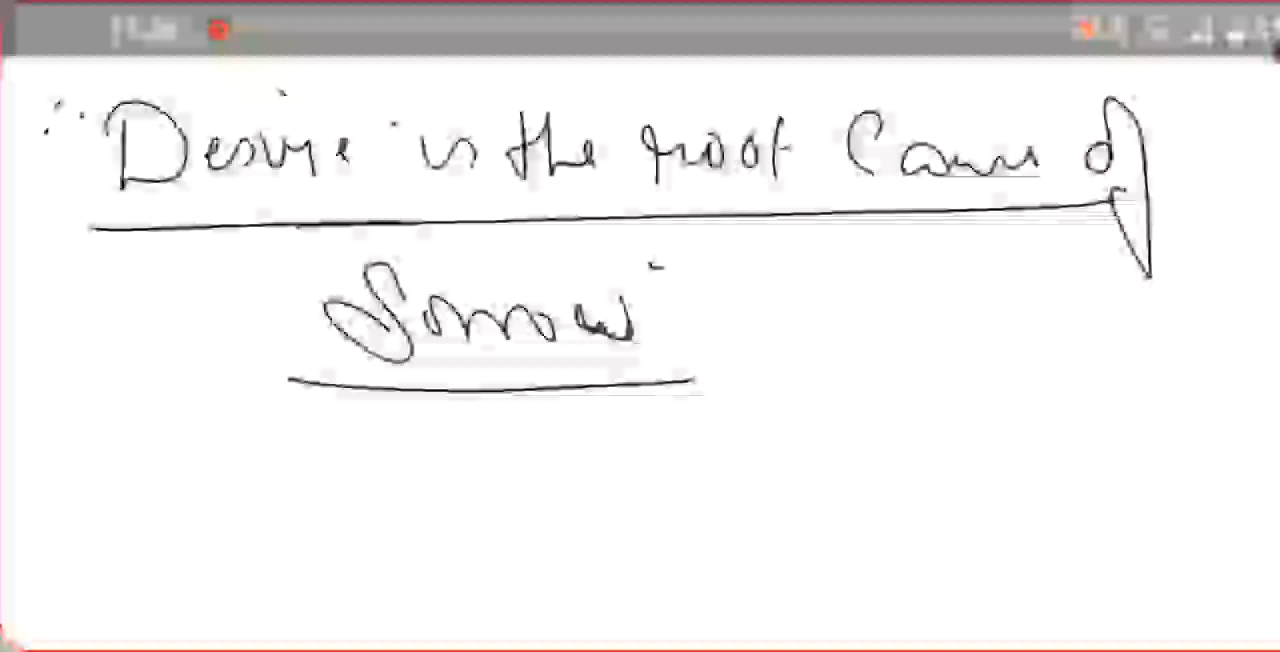 "Desire is the root Cause of
Sorrow"